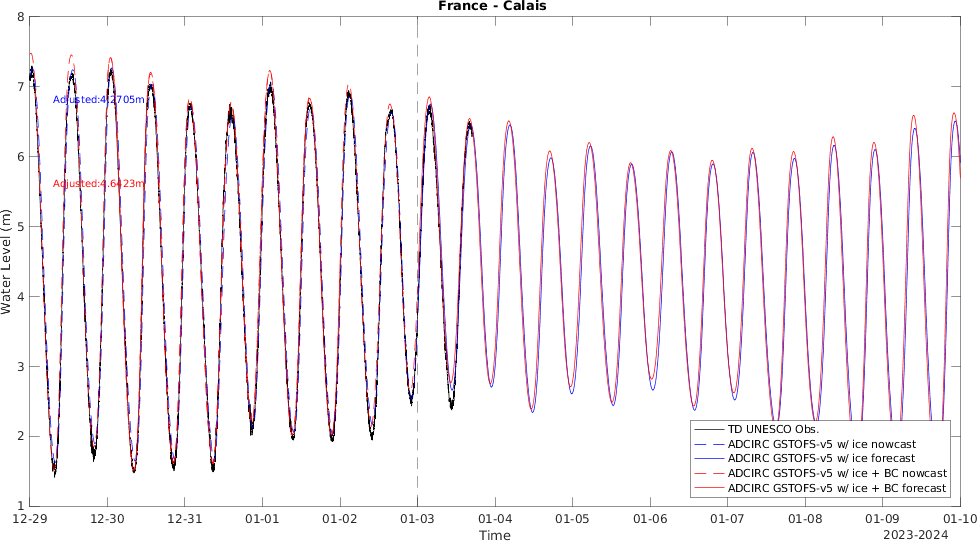 France - Calais
8
7
6
5
4
3
2
1
Water Level (m)
Adjusted:4.2705m
Adjusted:4.6423m
TD UNESCO Obs.
ADCIRC GSTOFS-v5 w/ ice nowcast
ADCIRC GSTOFS-v5 w/ ice forecast
ADCIRC GSTOFS-v5 w/ ice + BC nowcast
ADCIRC GSTOFS-v5 w/ ice + BC forecast
12-29 12-30 12-31 01-01 01-02 01-03 01-04 01-05 01-06 01-07 01-08 01-09 01-10
Time
2023-2024